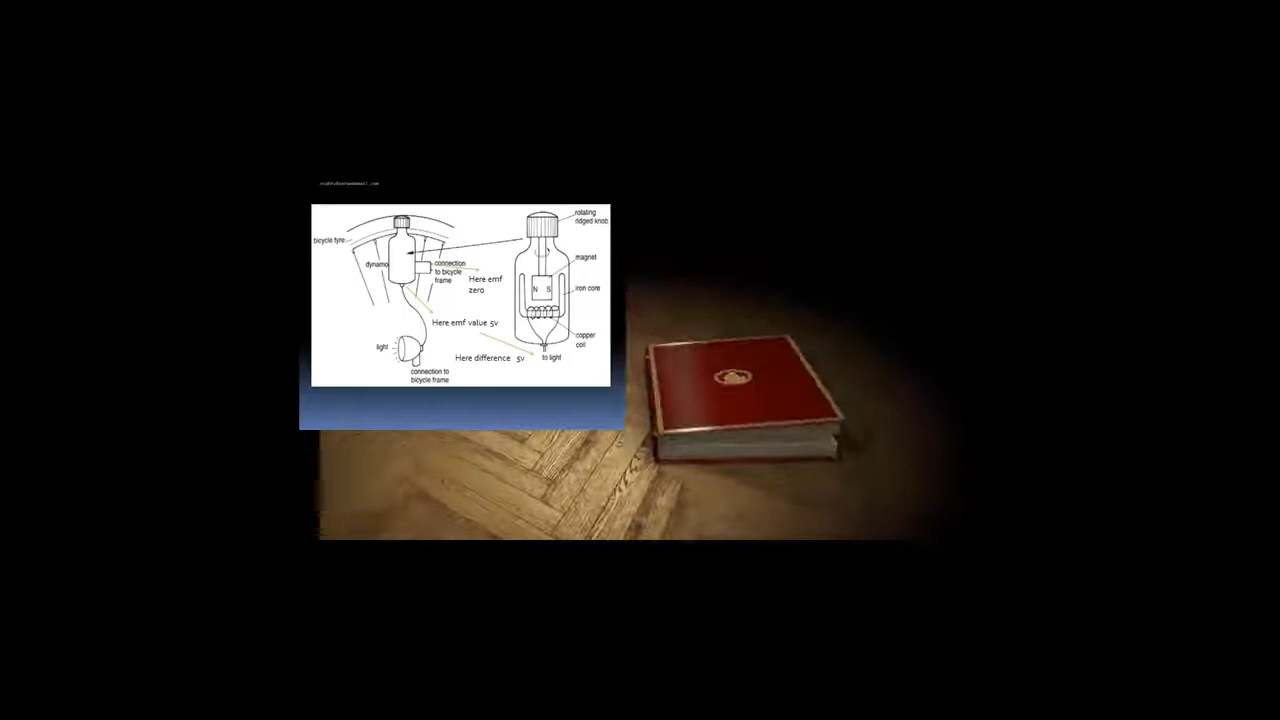 bicycle tyre
dynamo
connection
to bicycle
frame
Here emf
zero
Here emf value 5v
Here difference 5v
light
connection to
bicycle frame
rotating
ridged knob
magnet
N S
iron core
copper
coil
to light